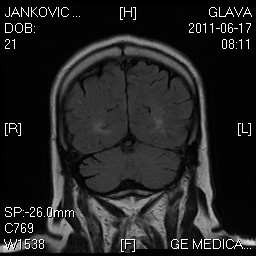 JANKOVIC ... [H] GLAVA
DOB: 2011-06-17
21 08:11
[R] [L]
SP:-26.0mm
C769
W1538 [F] GE MEDICA...